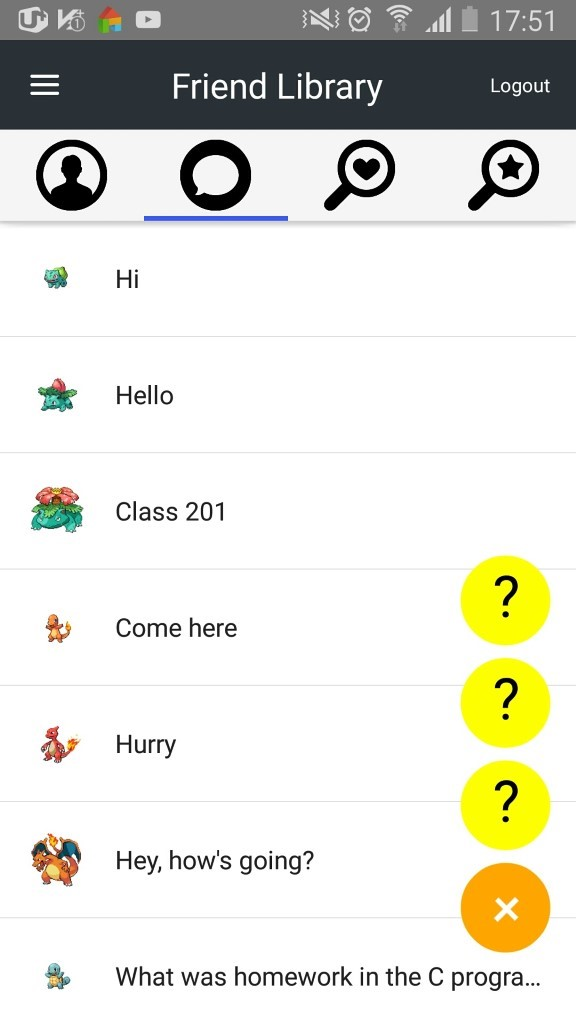 U+ 1 17:51
Friend Library Logout
Hi
Hello
Class 201
Come here
?
?
Hurry
?
Hey, how's going?
What was homework in the C progra...